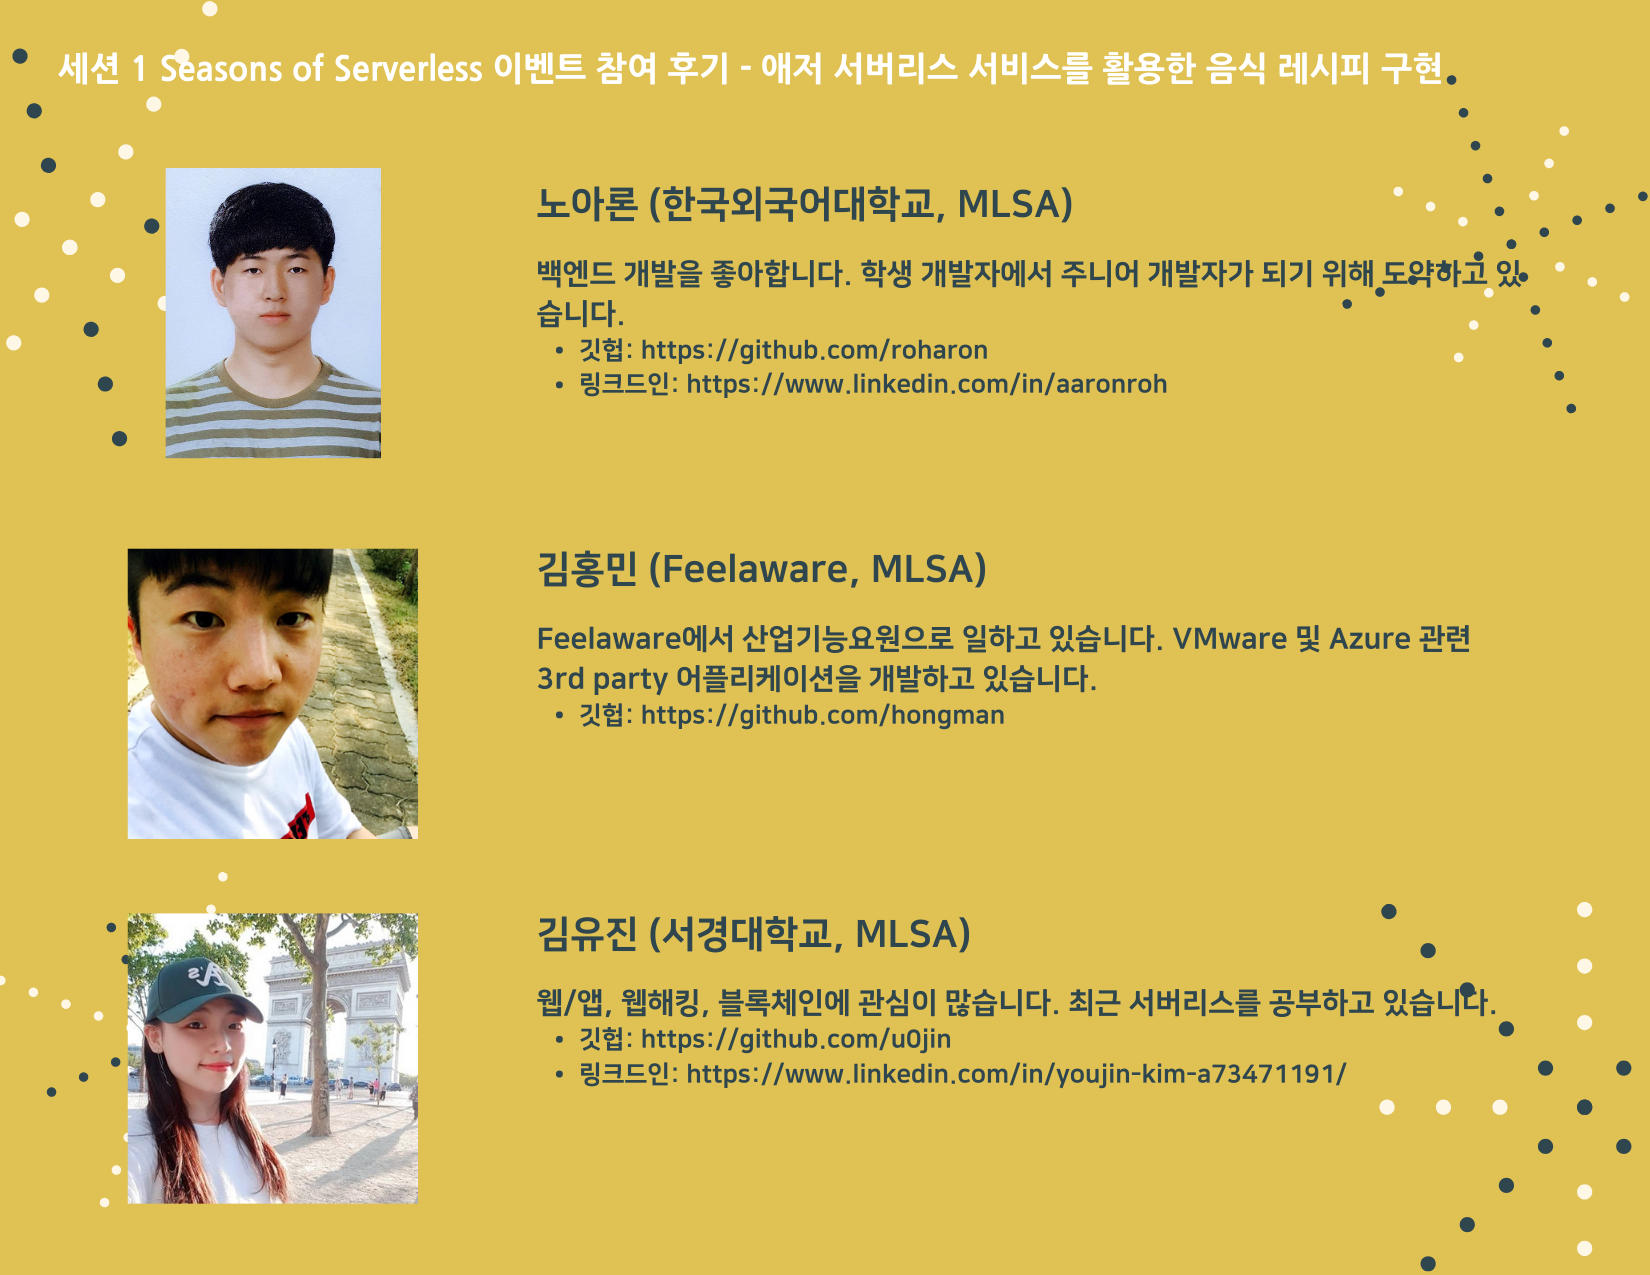 세션 1 Seasons of Serverless 이벤트 참여 후기 - 애저 서버리스 서비스를 활용한 음식 레시피 구현
노아론 (한국외국어대학교, MLSA)
백엔드 개발을 좋아합니다. 학생 개발자에서 주니어 개발자가 되기 위해 도약하고 있
습니다.
• 깃헙: https://github.com/roharon
• 링크드인: https://www.linkedin.com/in/aaronroh
김홍민 (Feelaware, MLSA)
Feelaware에서 산업기능요원으로 일하고 있습니다. VMware 및 Azure 관련
3rd party 어플리케이션을 개발하고 있습니다.
• 깃헙: https://github.com/hongman
김유진 (서경대학교, MLSA)
웹/앱, 웹해킹, 블록체인에 관심이 많습니다. 최근 서버리스를 공부하고 있습니다.
• 깃헙: https://github.com/u0jin
• 링크드인: https://www.linkedin.com/in/youjin-kim-a73471191/